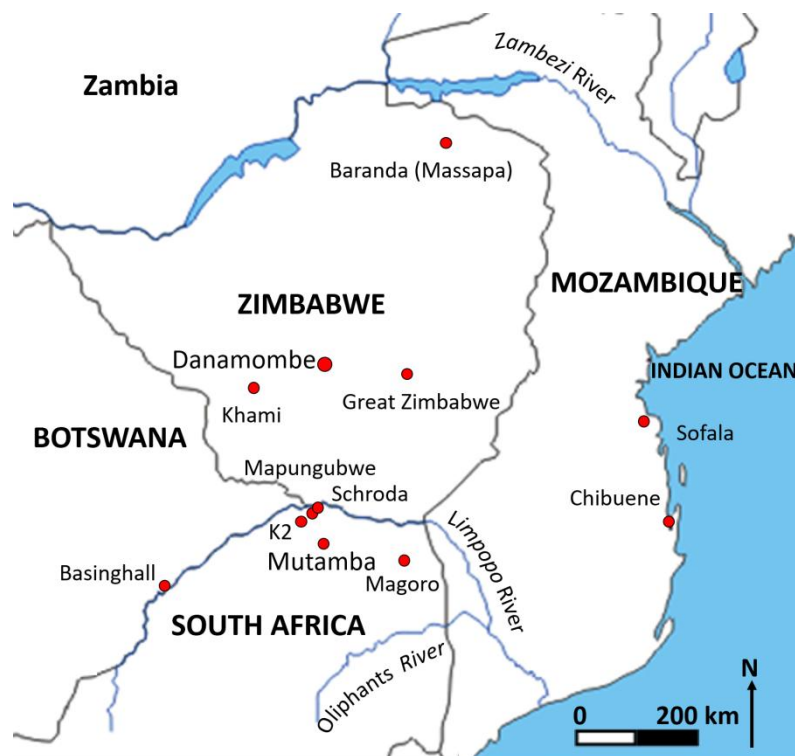 Zambezi River
Zambia
Baranda (Massapa)
MOZAMBIQUE
ZIMBABWE
Danamombe
INDIAN OCEAN
Khami
Great Zimbabwe
BOTSWANA
Sofala
Mapungubwe
Schroda
Chibuene
K2
Limpopo River
Mutamba
Basinghall
Magoro
SOUTH AFRICA
Oliphants River
N
0 200 km